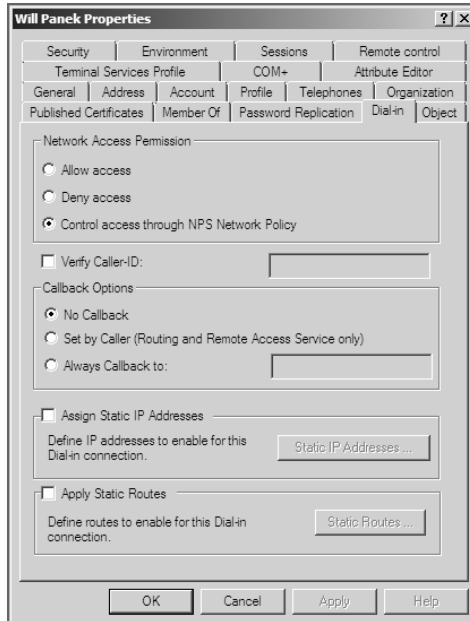 Will Panek Properties
Security Environment Sessions Remote control
Terminal Services Profile COM+ Attribute Editor
General Address Account Profile Telephones Organization
Published Certificates Member Of Password Replication Dial-in Object
Network Access Permission
Allow access
Deny access
Control access through NPS Network Policy
Verify Caller-ID:
Callback Options
No Callback
Set by Caller (Routing and Remote Access Service only)
Always Callback to:
Assign Static IP Addresses
Define IP addresses to enable for this
Dial-in connection.
Static IP Addresses ...
Apply Static Routes
Define routes to enable for this Dial-in
connection.
Static Routes ...
OK Cancel Apply Help